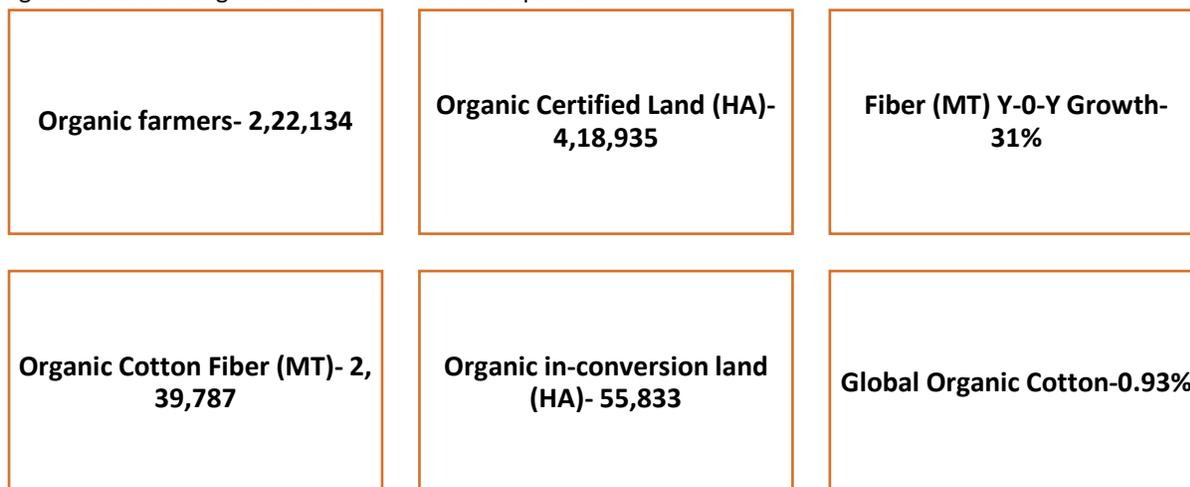 Organic farmers- 2,22,134
Organic Certified Land (HA)-
4,18,935
Fiber (MT) Y-0-Y Growth-
31%
Organic Cotton Fiber (MT)- 2,
39,787
Organic in-conversion land
(HA)- 55,833
Global Organic Cotton-0.93%